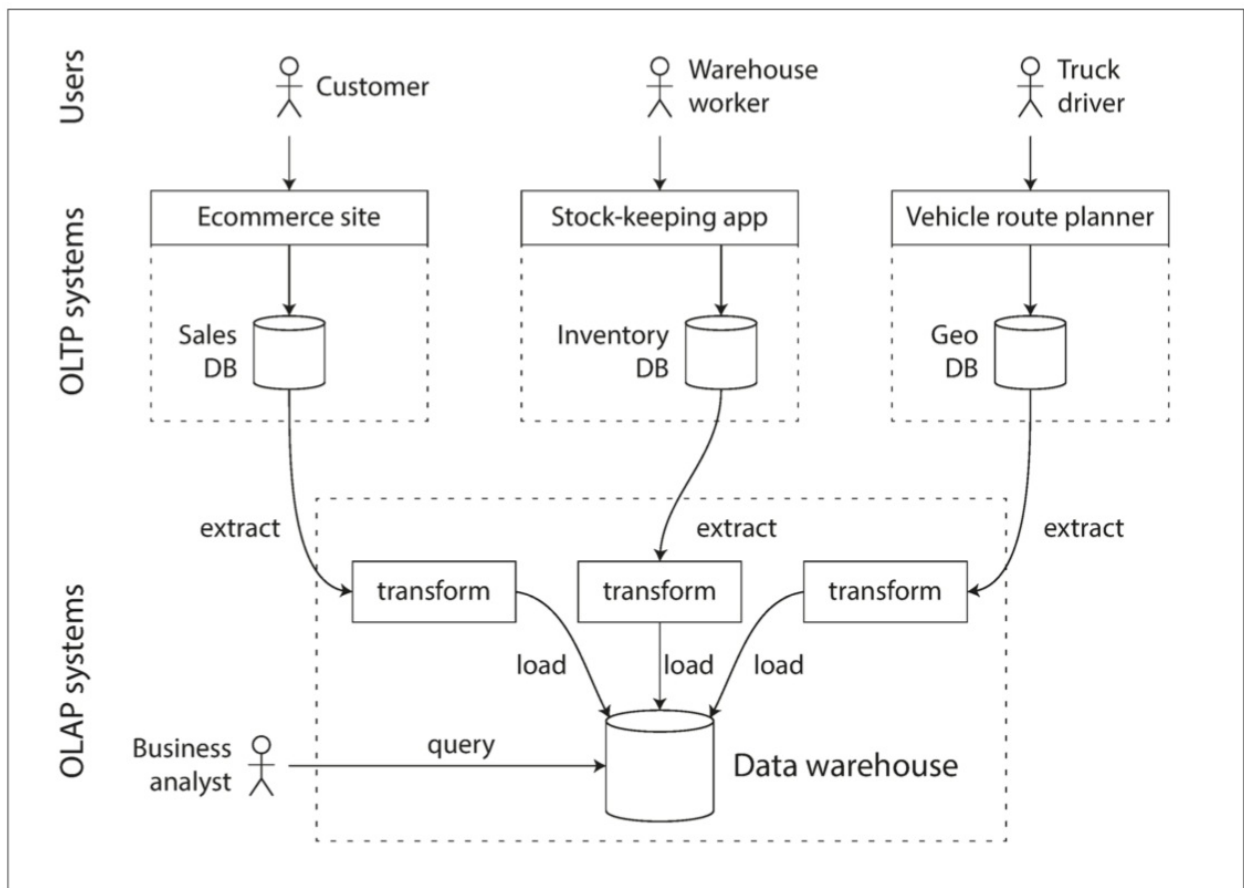 Users
Customer
Warehouse
worker
Truck
driver
OLTP systems
Ecommerce site
Stock-keeping app
Vehicle route planner
Sales
DB
Inventory
DB
Geo
DB
OLAP systems
extract
extract
extract
transform
transform
transform
load
load
load
Business
analyst
query
Data warehouse